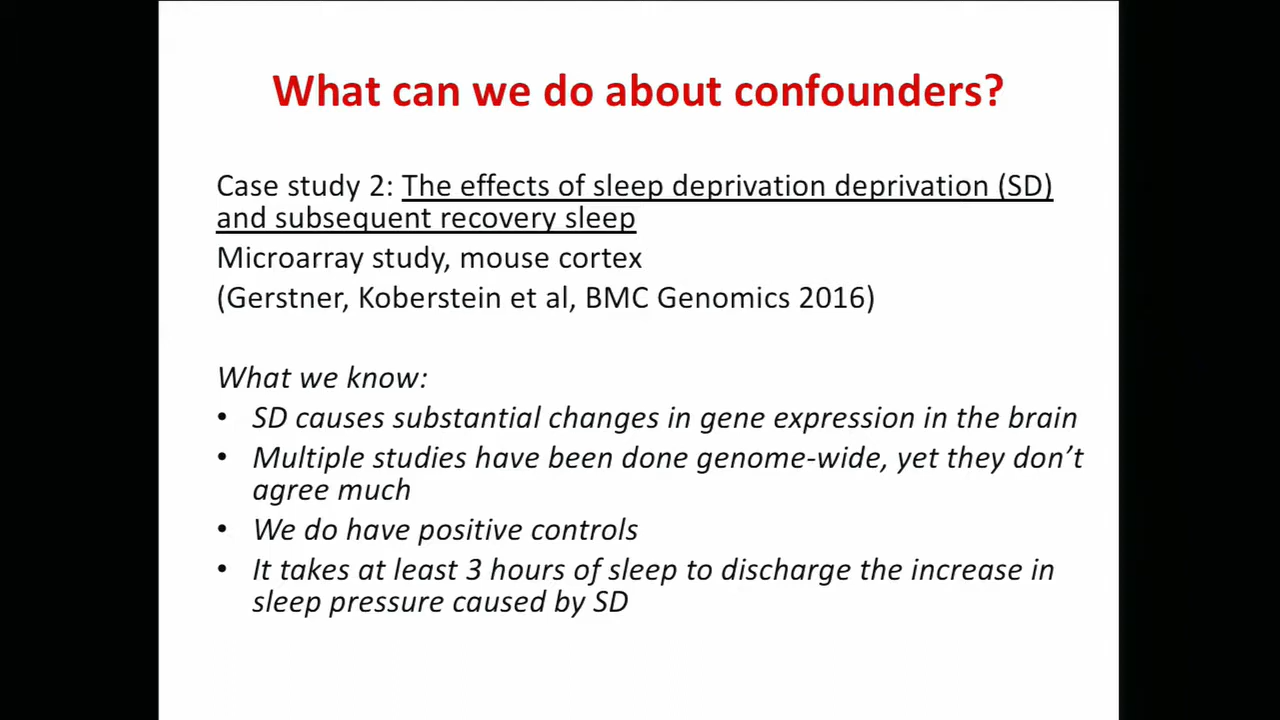 What can we do about confounders?
Case study 2: The effects of sleep deprivation deprivation (SD)
and subsequent recovery sleep
Microarray study, mouse cortex
(Gerstner, Koberstein et al, BMC Genomics 2016)
What we know:
• SD causes substantial changes in gene expression in the brain
• Multiple studies have been done genome-wide, yet they don't
agree much
• We do have positive controls
• It takes at least 3 hours of sleep to discharge the increase in
sleep pressure caused by SD